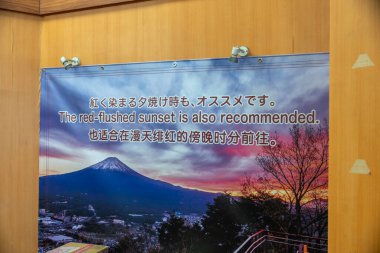 紅く染まる夕焼け時も、オススメです。
The red-flushed sunset is also recommended.
也适合在漫天绯红的傍晚时分前往。